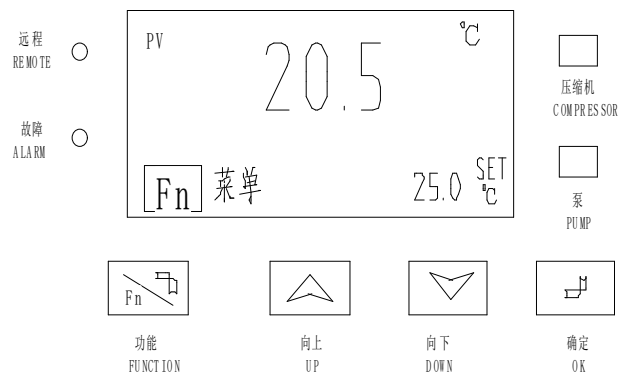 远程
REMOTE
故障
ALARM
PV
20.5
℃
Fn 菜单
25.0
SET
℃
压缩机
COMPRESSOR
泵
PUMP
Fn
功能
FUNCTION
向上
UP
向下
DOWN
确定
OK